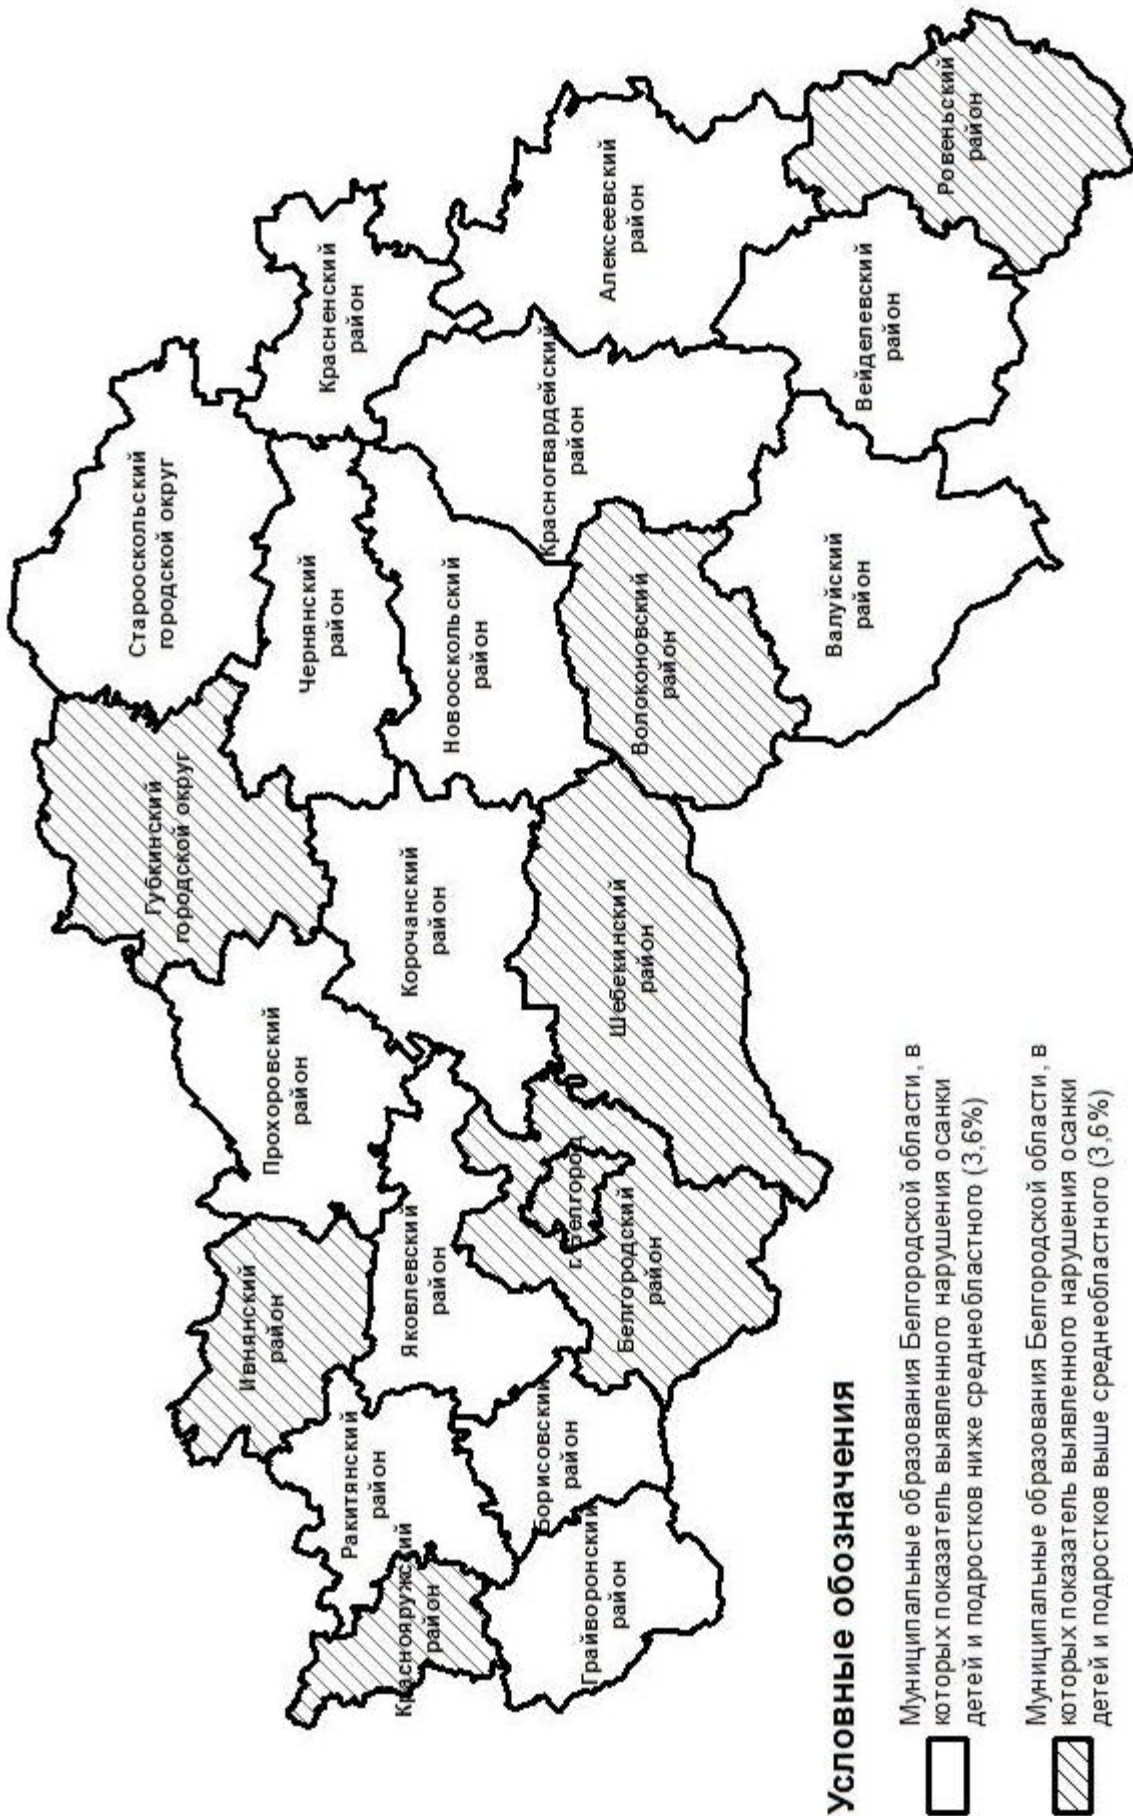 Старооскольский
городской округ
Губкинский
городской округ
Прохоровский
район
Ивнянский
район
Ракитянский
район
Краснояружский
район
Красненский
район
Чернянский
район
Корочанский
район
Яковлевский
район
Новооскольский
район
Красногвардейский
район
Алексеевский
район
Борисовский
район
Грайворонский
район
г.Белгород
Белгородский
район
Шебекинский
район
Волоконовский
район
Валуйский
район
Вейделевский
район
Ровеньский
район
Условные обозначения
Муниципальные образования Белгородской области, в
которых показатель выявленного нарушения осанки
детей и подростков ниже среднеобластного (3,6%)
Муниципальные образования Белгородской области, в
которых показатель выявленного нарушения осанки
детей и подростков выше среднеобластного (3,6%)